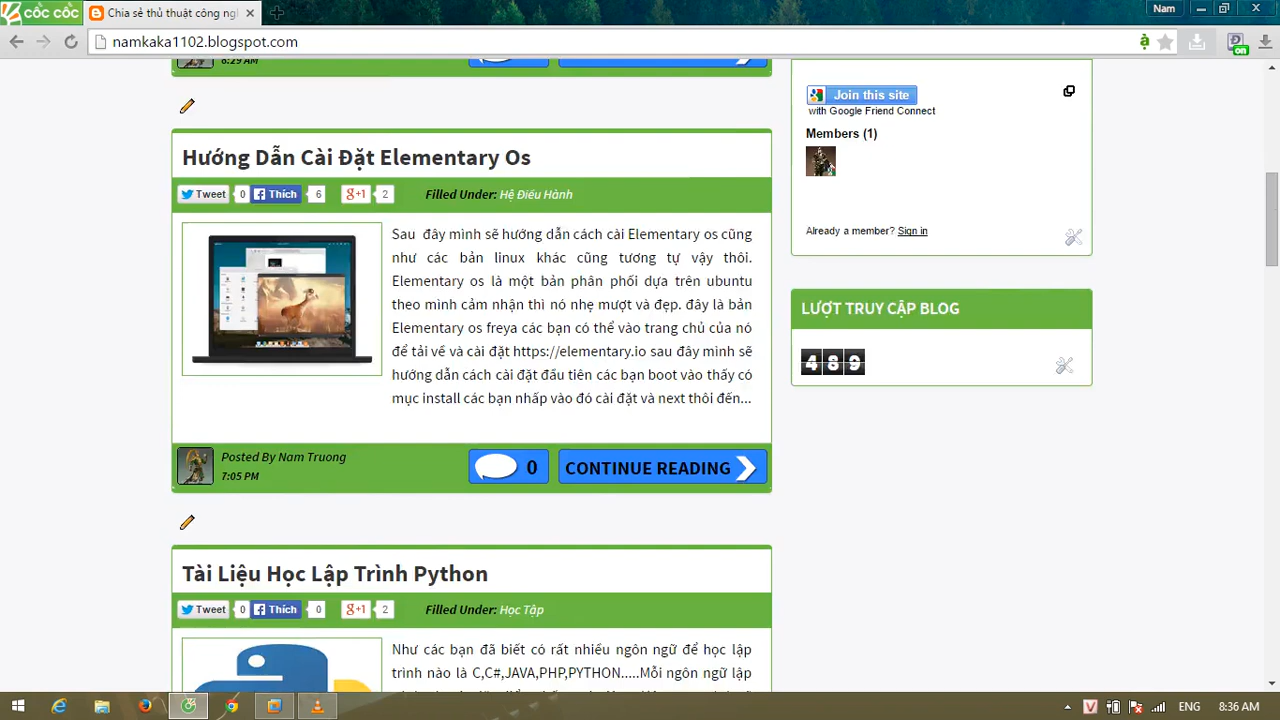 cốc cốc
Chia sẻ thủ thuật công ng
Nam
namkaka1102.blogspot.com
on
6:29 AM
Join this site
with Google Friend Connect
Members (1)
Already a member? Sign in
Hướng Dẫn Cài Đặt Elementary Os
Tweet 0 Thích 6 g+1 2 Filled Under: Hệ Điều Hành
Sau đây mình sẽ hướng dẫn cách cài Elementary os cũng
như các bản linux khác cũng tương tự vậy thôi.
Elementary os là một bản phân phối dựa trên ubuntu
theo mình cảm nhận thì nó nhẹ mượt và đẹp. đây là bản
Elementary os freya các bạn có thể vào trang chủ của nó
để tải về và cài đặt https://elementary.io sau đây mình sẽ
hướng dẫn cách cài đặt đầu tiên các bạn boot vào thấy có
mục install các bạn nhấp vào đó cài đặt và next thôi đến...
LƯỢT TRUY CẬP BLOG
489
Posted By Nam Truong
7:05 PM
0
CONTINUE READING
Tài Liệu Học Lập Trình Python
Tweet 0 Thích 0 g+1 2 Filled Under: Học Tập
Như các bạn đã biết có rất nhiều ngôn ngữ để học lập
trình nào là C,C#,JAVA,PHP,PYTHON.....Mỗi ngôn ngữ lập
ENG
8:36 AM